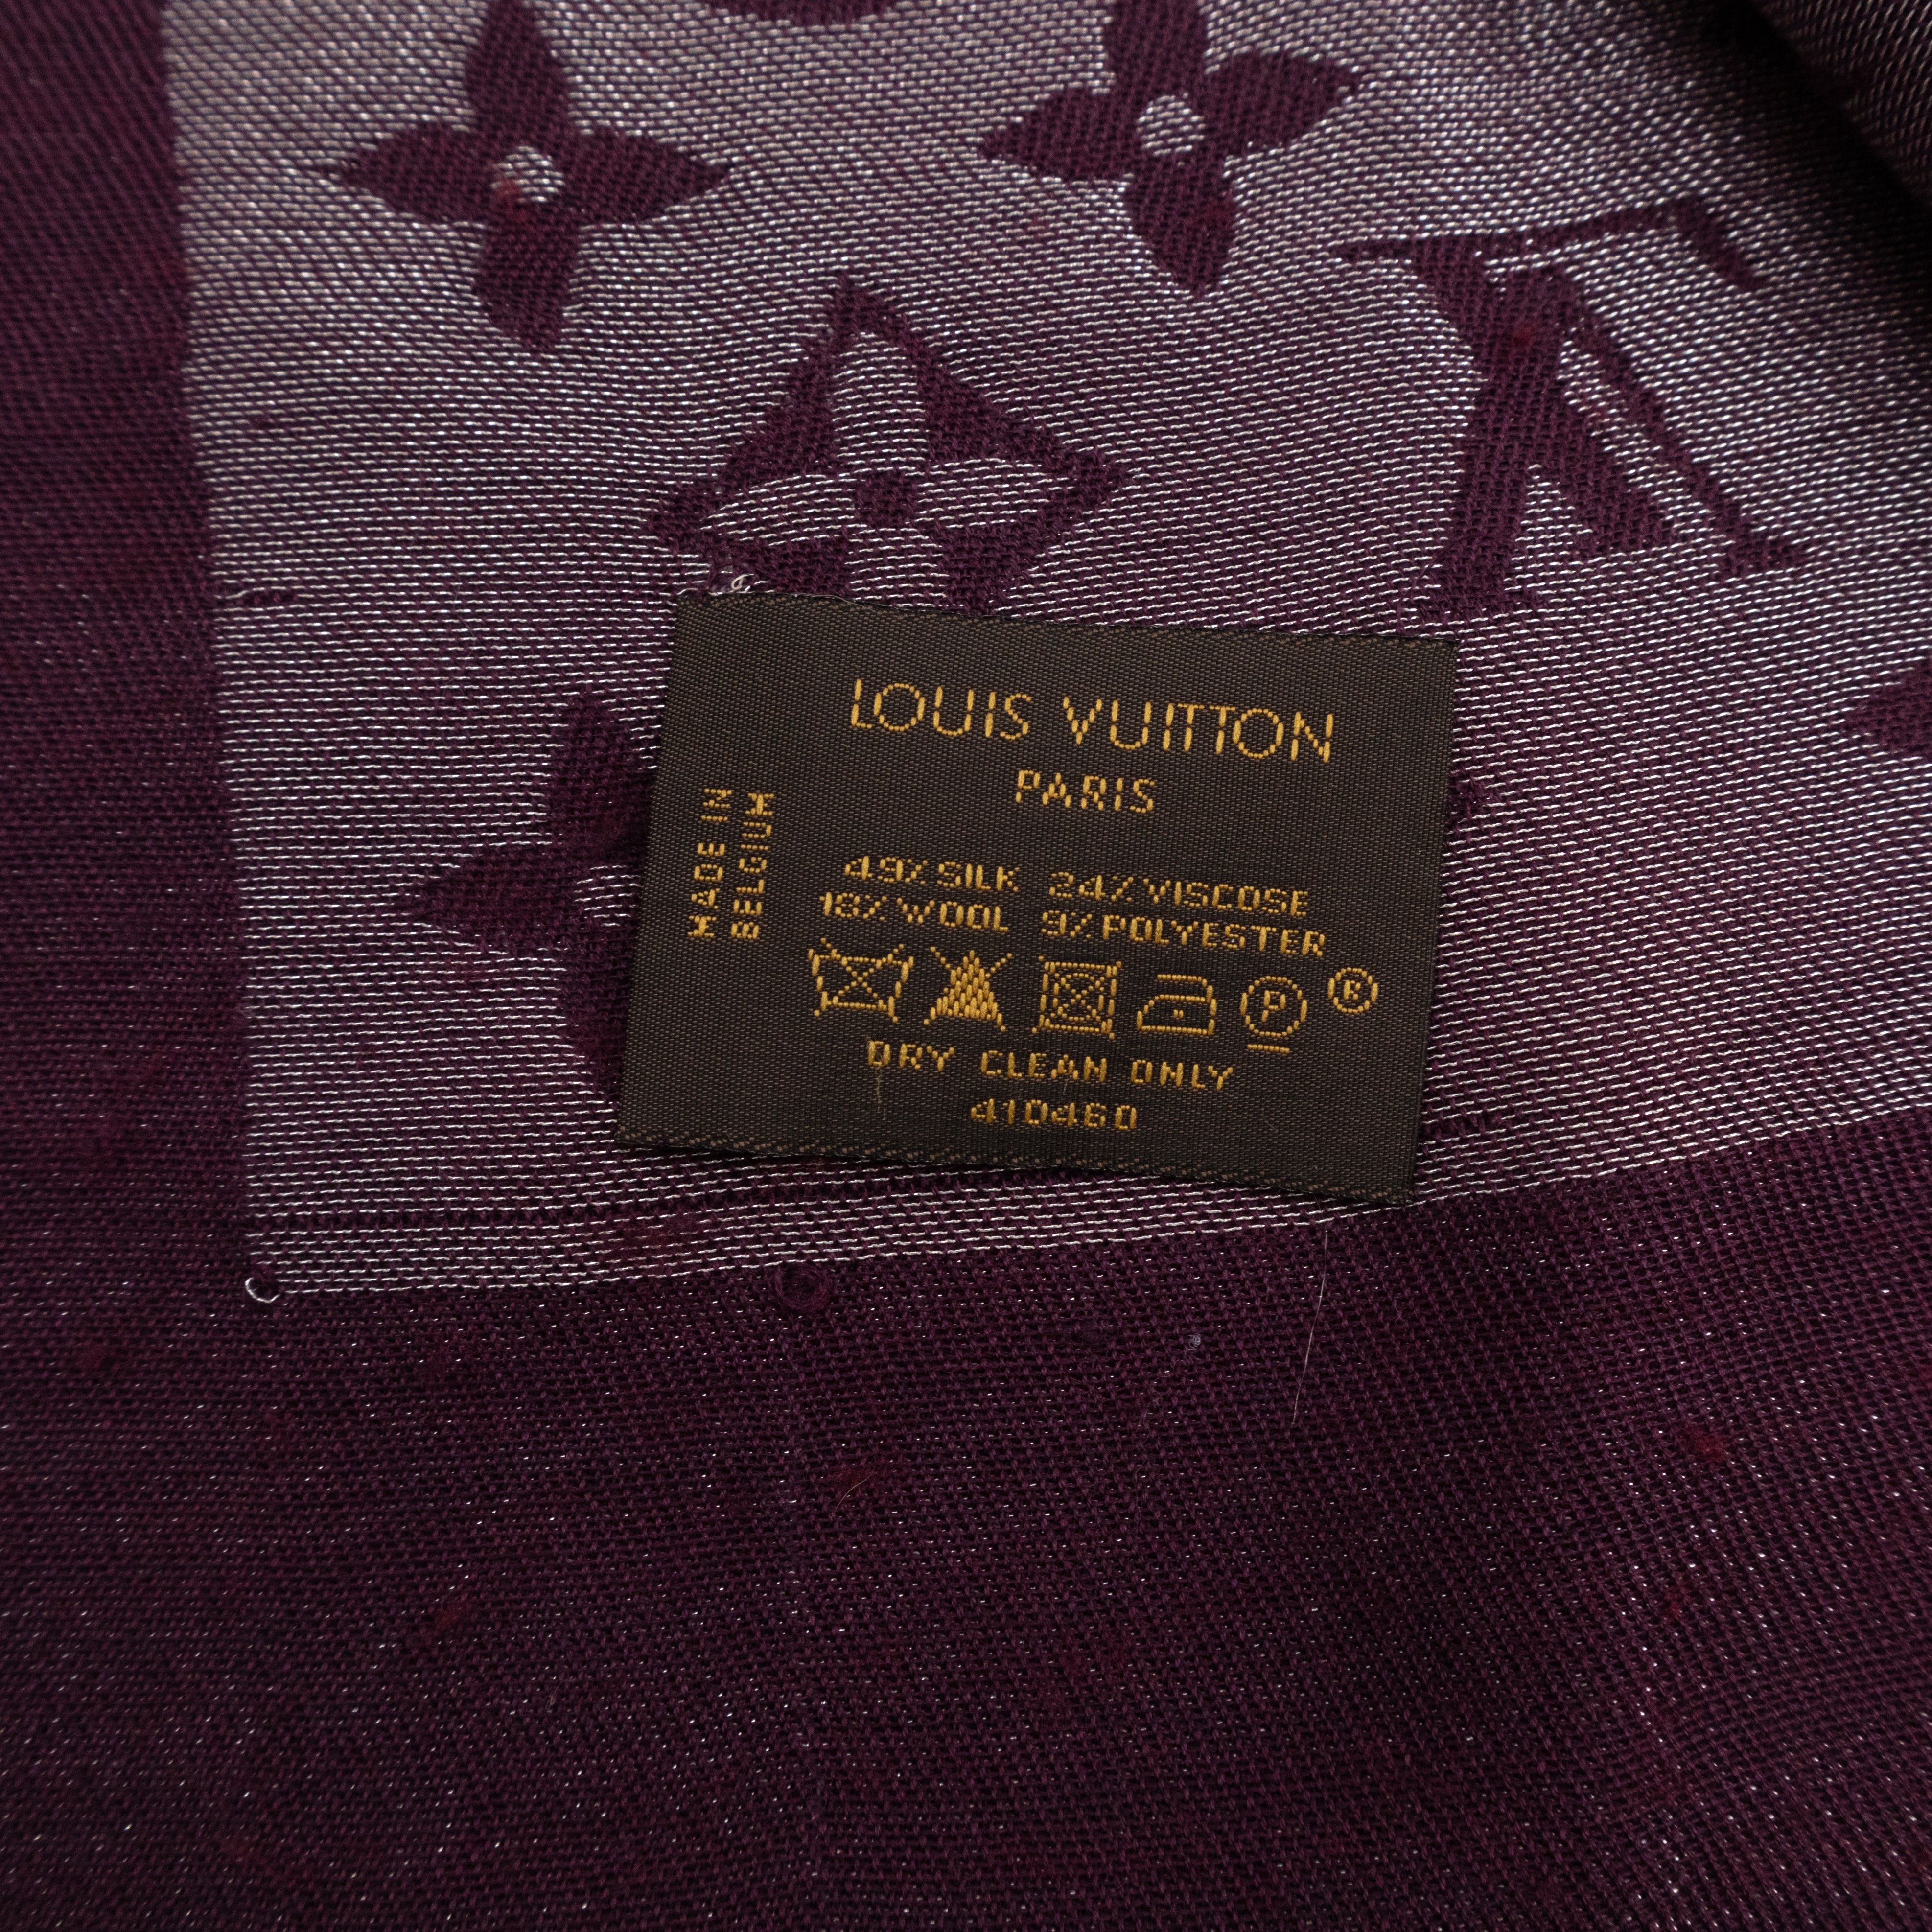 LOUIS VUITTON
PARIS
MADE IN
BELGIUM
49% SILK 24% VISCOSE
18% WOOL 9% POLYESTER
P
®
DRY CLEAN ONLY
410460